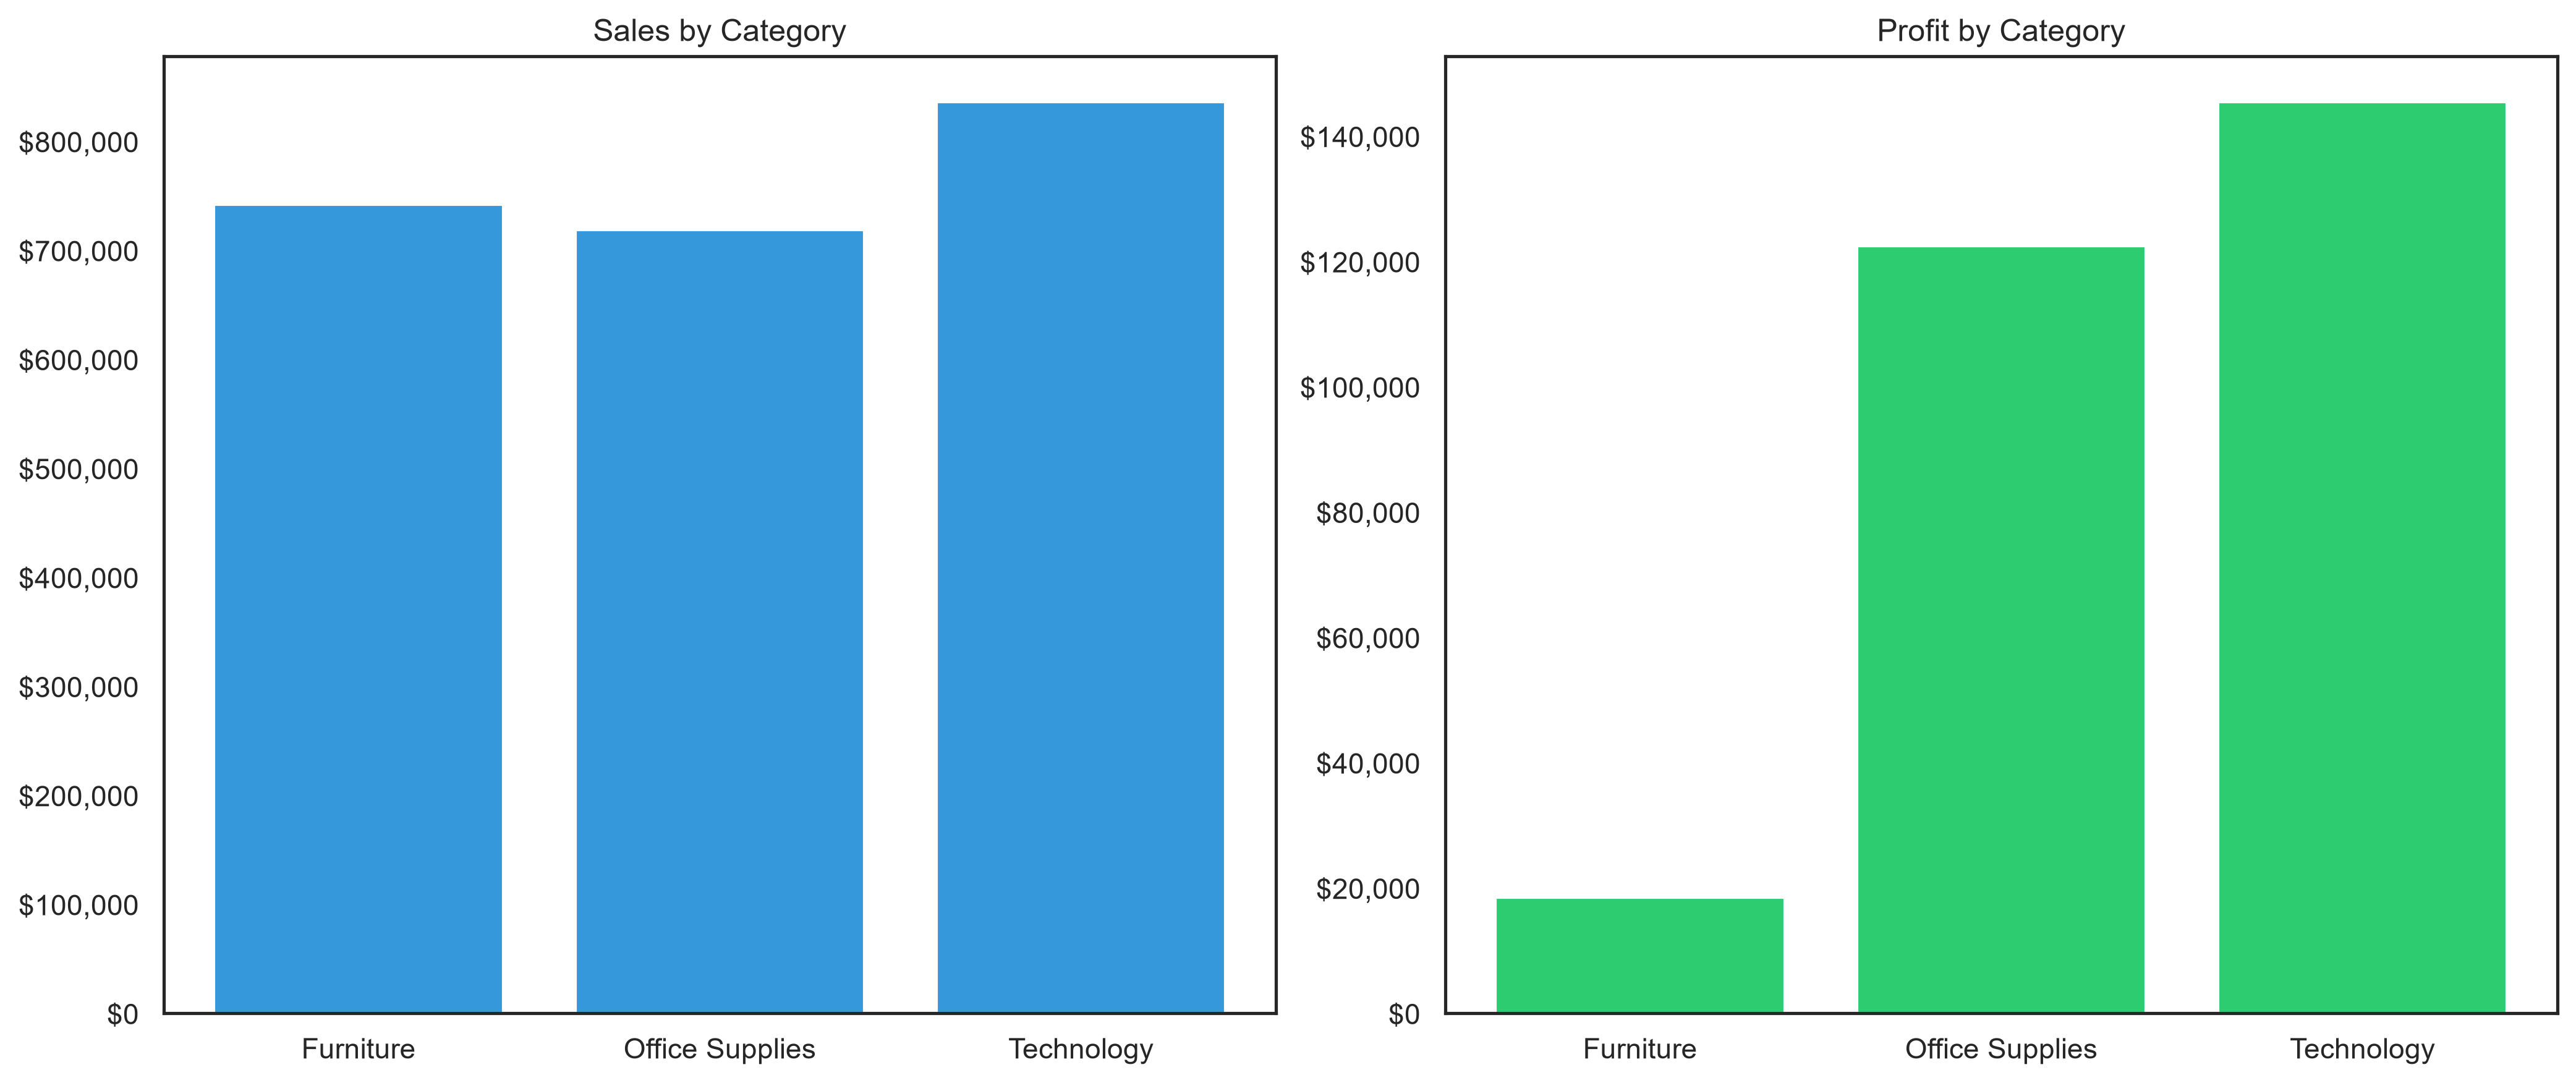 Sales by Category
$800,000
$700,000
$600,000
$500,000
$400,000
$300,000
$200,000
$100,000
$0
Furniture
Office Supplies
Technology
Profit by Category
$140,000
$120,000
$100,000
$80,000
$60,000
$40,000
$20,000
$0
Furniture
Office Supplies
Technology